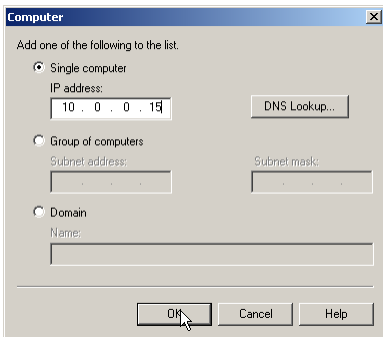 Computer
Add one of the following to the list.
Single computer
IP address:
10 . 0 . 0 . 15
DNS Lookup...
Group of computers
Subnet address: Subnet mask:
. . . . . .
Domain
Name:
OK Cancel Help